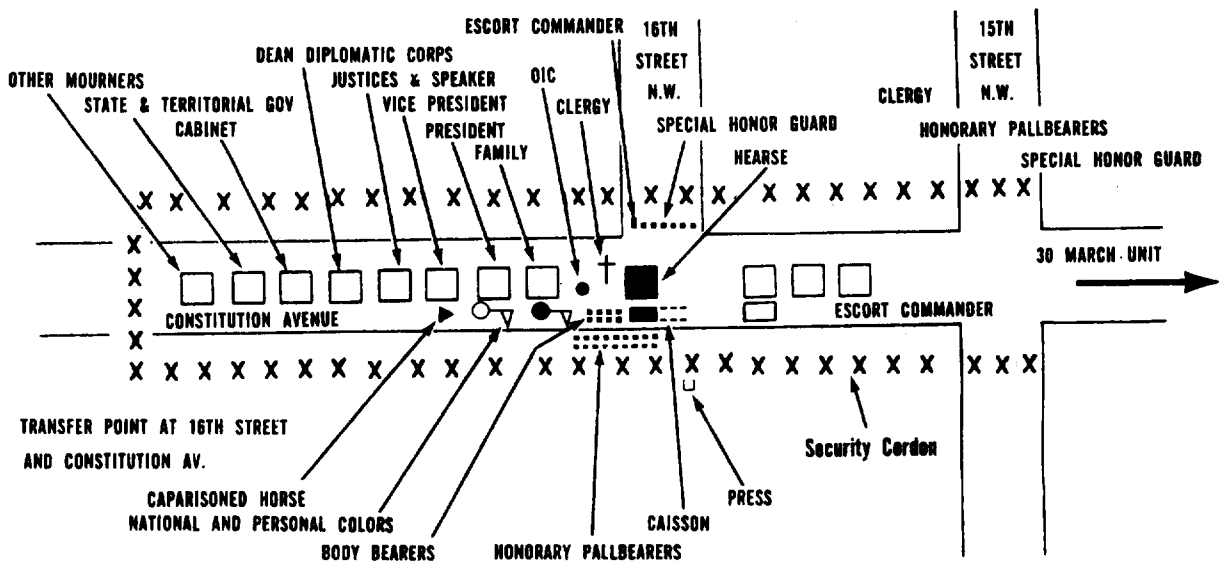 ESCORT COMMANDER
16TH
STREET
N.W.
15TH
STREET
N.W.
DEAN DIPLOMATIC CORPS
OTHER MOURNERS
JUSTICES & SPEAKER
OIC
STATE & TERRITORIAL GOV
VICE PRESIDENT
CLERGY
CLERGY
CABINET
PRESIDENT
SPECIAL HONOR GUARD
HONORARY PALLBEARERS
FAMILY
HEARSE
SPECIAL HONOR GUARD
X X X X X X X X X X X X X X X X X X X X X X X X
X
X
X
X
30 MARCH UNIT
CONSTITUTION AVENUE
ESCORT COMMANDER
X X X X X X X X X X X X X X X X X X X X X X X X X
TRANSFER POINT AT 16TH STREET
AND CONSTITUTION AV.
Security Cordon
CAPARISONED HORSE
PRESS
NATIONAL AND PERSONAL COLORS
CAISSON
BODY BEARERS
HONORARY PALLBEARERS